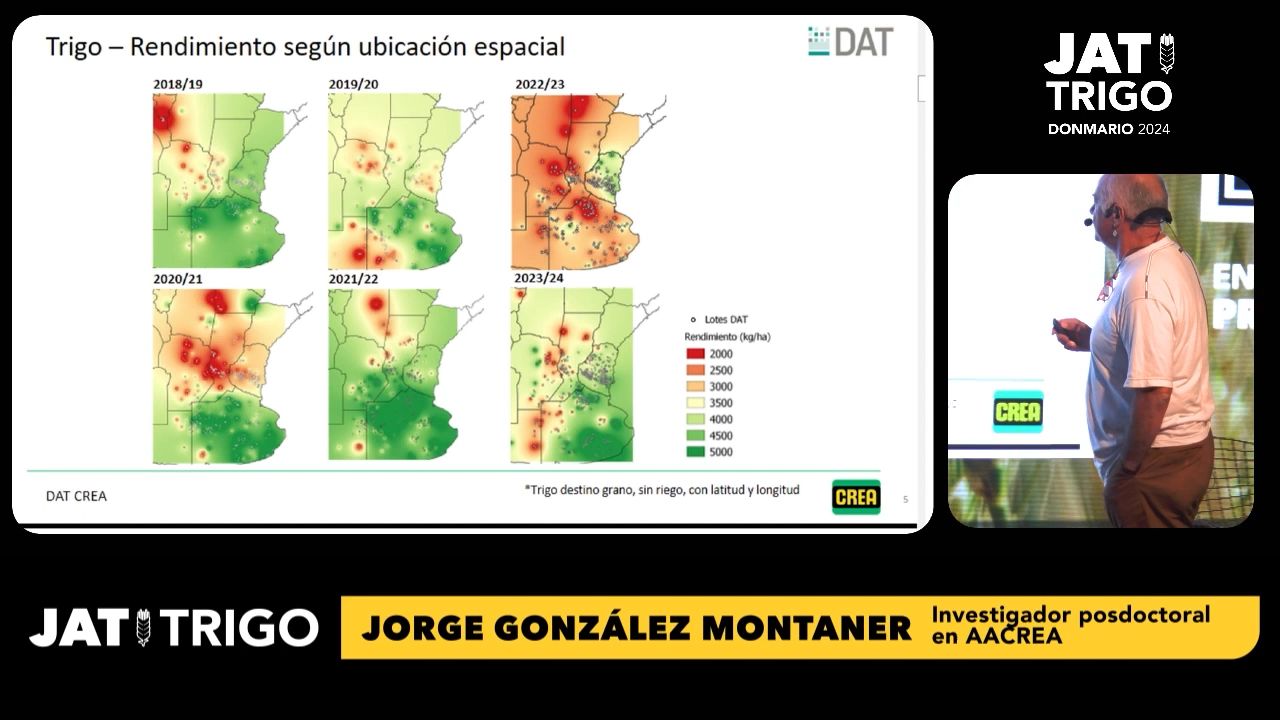 Trigo – Rendimiento según ubicación espacial
DAT
2018/19
2019/20
2022/23
2020/21
2021/22
2023/24
Lotes DAT
Rendimiento (kg/ha)
2000
2500
3000
3500
4000
4500
5000
DAT CREA
*Trigo destino grano, sin riego, con latitud y longitud
CREA
5
JAT
TRIGO
DONMARIO 2024
EN
PR
CREA
JAT TRIGO
JORGE GONZÁLEZ MONTANER
Investigador posdoctoral
en AACREA